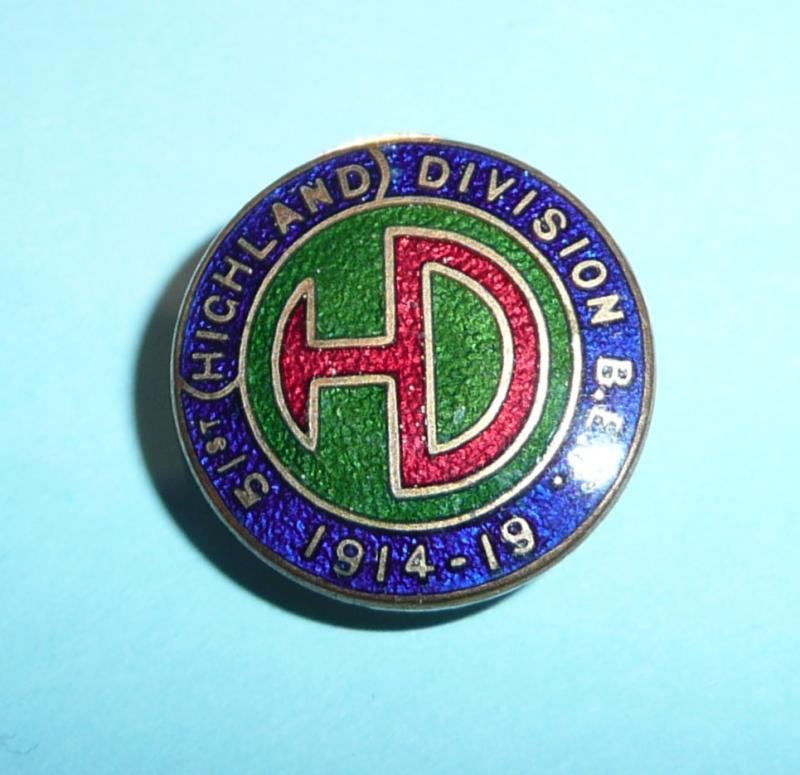 51ST (HIGHLAND) DIVISION B.E.F.
1914-19
HD